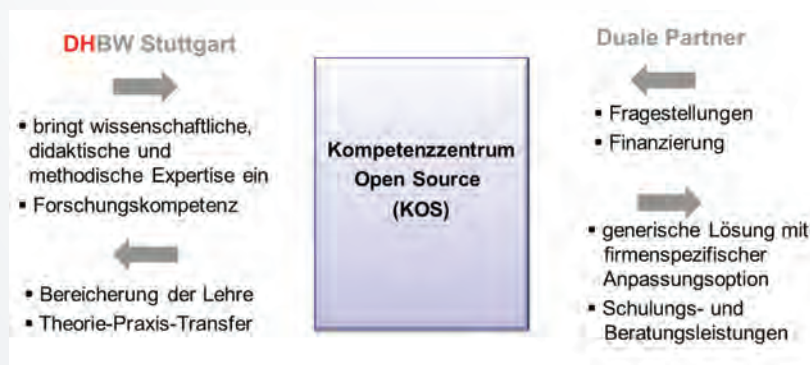 DHBW Stuttgart
▪ bringt wissenschaftliche,
didaktische und
methodische Expertise ein
▪ Forschungskompetenz
▪ Bereicherung der Lehre
▪ Theorie-Praxis-Transfer
Kompetenzzentrum
Open Source
(KOS)
Duale Partner
▪ Fragestellungen
▪ Finanzierung
▪ generische Lösung mit
firmenspezifischer
Anpassungsoption
▪ Schulungs- und
Beratungsleistungen